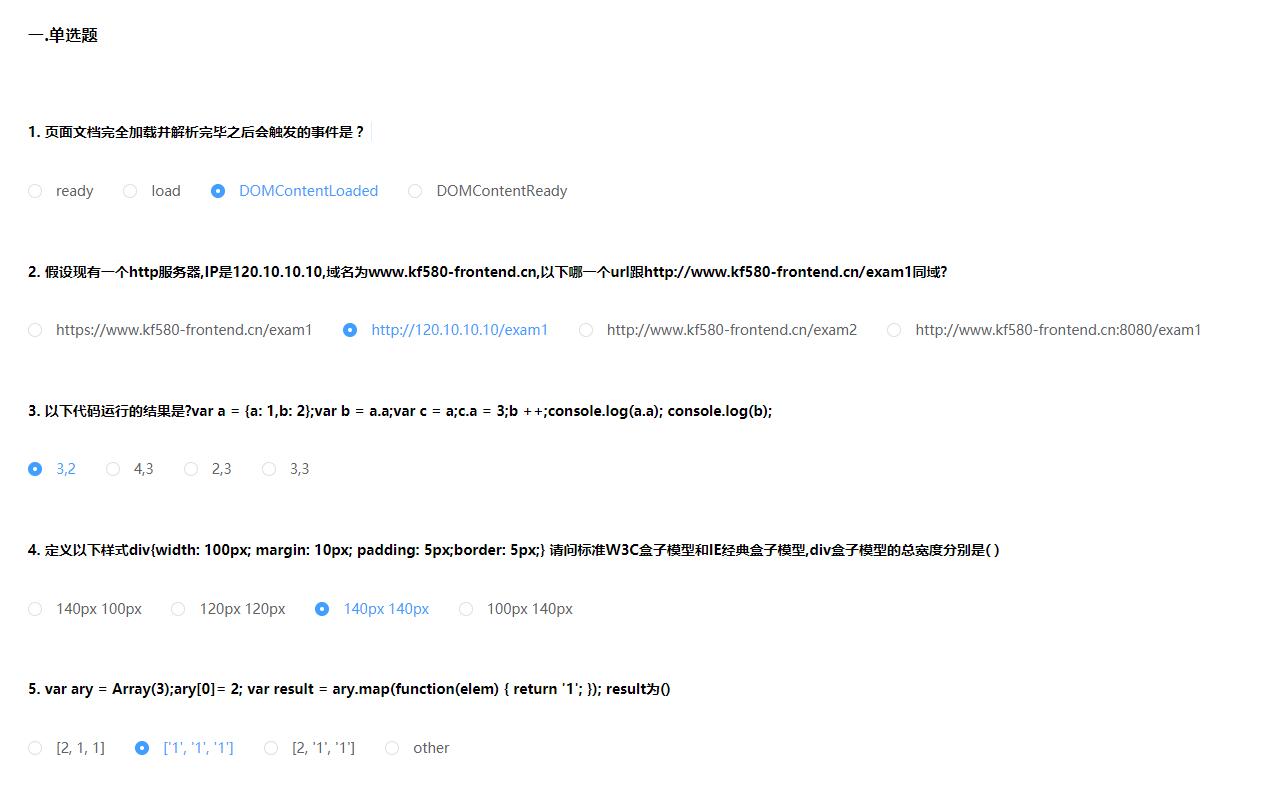 一.单选题
1. 页面文档完全加载并解析完毕之后会触发的事件是？
ready load DOMContentLoaded DOMContentReady
2. 假设现有一个http服务器,IP是120.10.10.10,域名为www.kf580-frontend.cn,以下哪一个url跟http://www.kf580-frontend.cn/exam1同域?
https://www.kf580-frontend.cn/exam1 http://120.10.10.10/exam1 http://www.kf580-frontend.cn/exam2 http://www.kf580-frontend.cn:8080/exam1
3. 以下代码运行的结果是?var a = {a: 1,b: 2};var b = a.a;var c = a;c.a = 3;b ++;console.log(a.a); console.log(b);
3,2 4,3 2,3 3,3
4. 定义以下样式div{width: 100px; margin: 10px; padding: 5px;border: 5px;} 请问标准W3C盒子模型和IE经典盒子模型,div盒子模型的总宽度分别是( )
140px 100px 120px 120px 140px 140px 100px 140px
5. var ary = Array(3);ary[0]= 2; var result = ary.map(function(elem) { return '1'; }); result为()
[2, 1, 1] ['1', '1', '1'] [2, '1', '1'] other